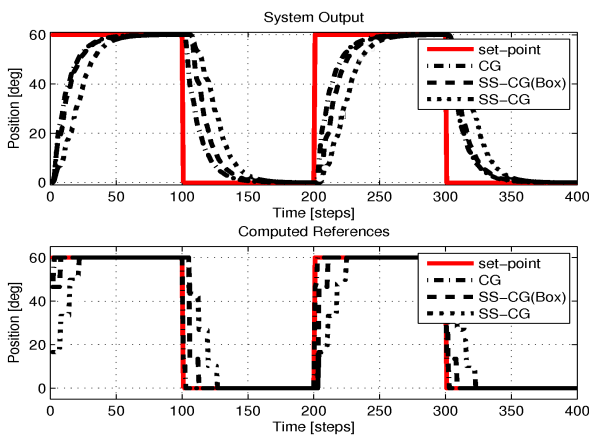 System Output
60
40
20
0
Position [deg]
set-point
CG
SS-CG(Box)
SS-CG
0 50 100 150 200 250 300 350 400
Time [steps]
Computed References
60
40
20
0
Position [deg]
set-point
CG
SS-CG(Box)
SS-CG
0 50 100 150 200 250 300 350 400
Time [steps]